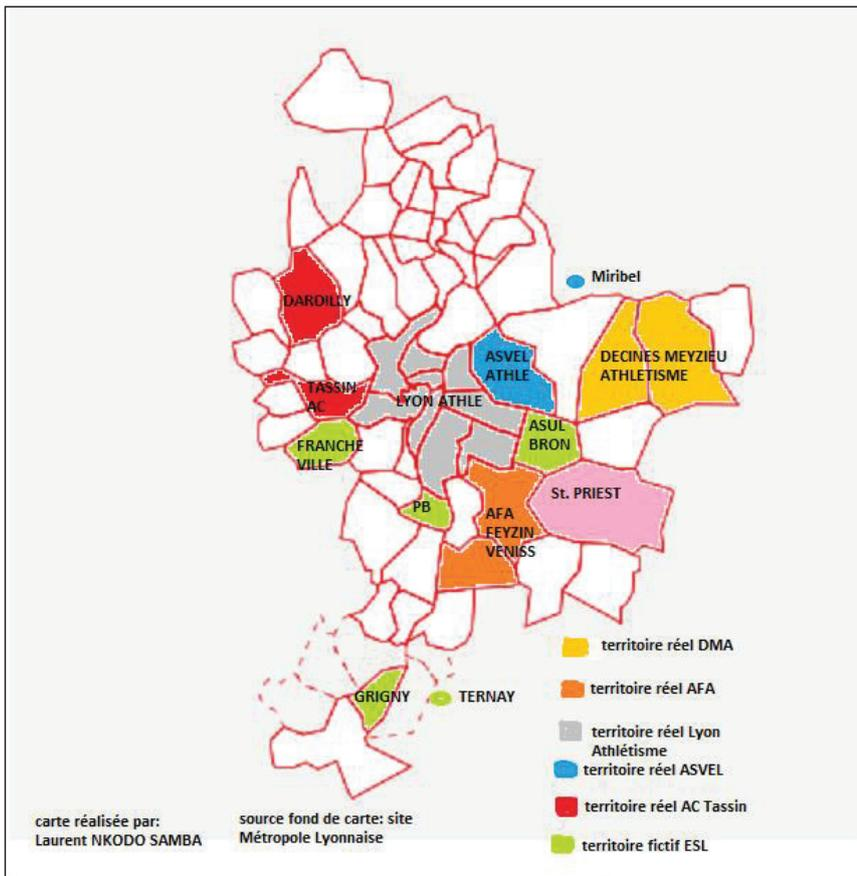 Miribel
DARDILLY
ASVEL
ATHLE
DECINES MEYZIEU
ATHLETISME
TASSIN
AC
LYON ATHLE
ASUL
BRON
FRANCHE
VILLE
St. PRIEST
PB
AFA
FEYZIN
VENISS
GRIGNY
TERNAY
territoire réel DMA
territoire réel AFA
territoire réel Lyon
Athlétisme
territoire réel ASVEL
territoire réel AC Tassin
territoire fictif ESL
carte réalisée par:
Laurent NKODO SAMBA
source fond de carte: site
Métropole Lyonnaise